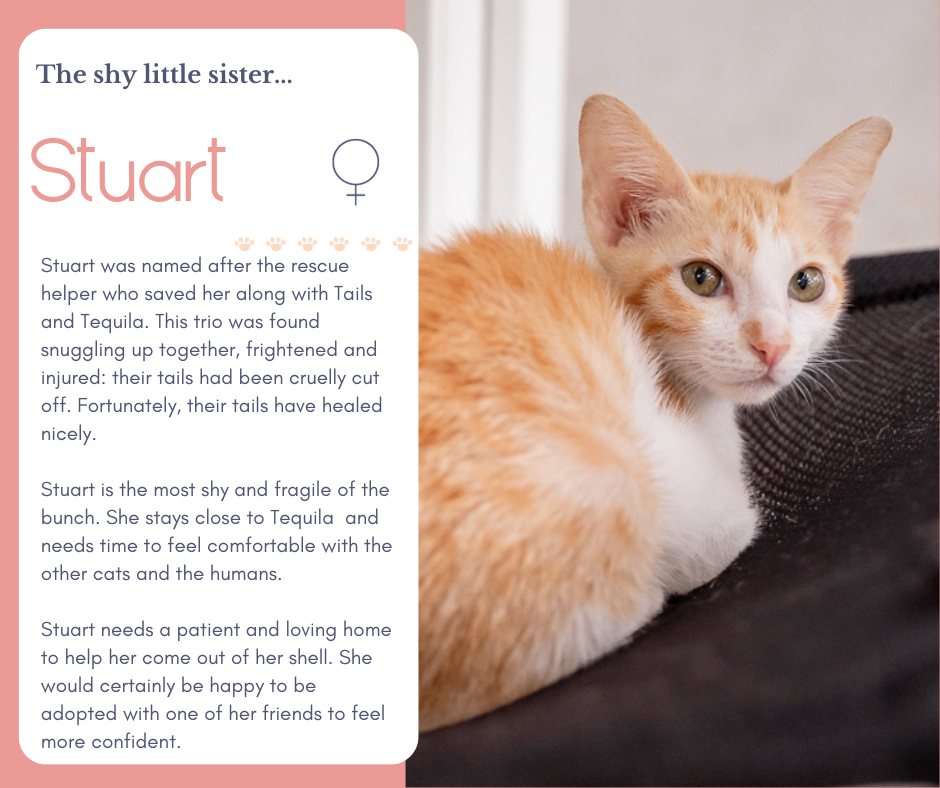 The shy little sister...
Stuart
Stuart was named after the rescue
helper who saved her along with Tails
and Tequila. This trio was found
snuggling up together, frightened and
injured: their tails had been cruelly cut
off. Fortunately, their tails have healed
nicely.
Stuart is the most shy and fragile of the
bunch. She stays close to Tequila  and
needs time to feel comfortable with the
other cats and the humans.
Stuart needs a patient and loving home
to help her come out of her shell. She
would certainly be happy to be
adopted with one of her friends to feel
more confident.